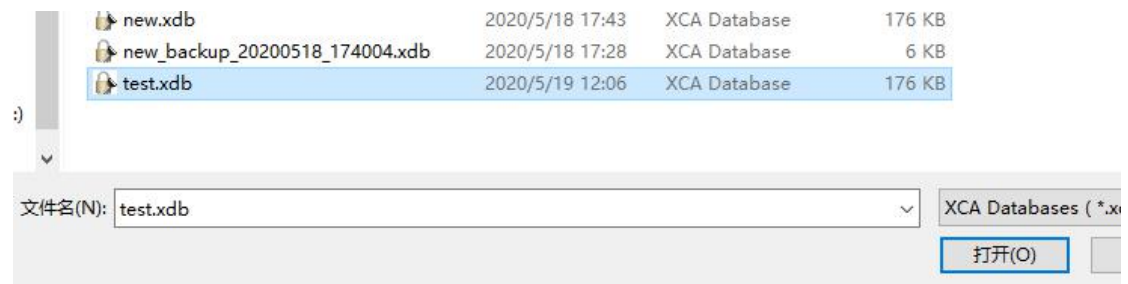 new.xdb 2020/5/18 17:43 XCA Database 176 KB
new_backup_20200518_174004.xdb 2020/5/18 17:28 XCA Database 6 KB
test.xdb 2020/5/19 12:06 XCA Database 176 KB
:)
文件名(N): test.xdb XCA Databases ( *.x
打开(O)